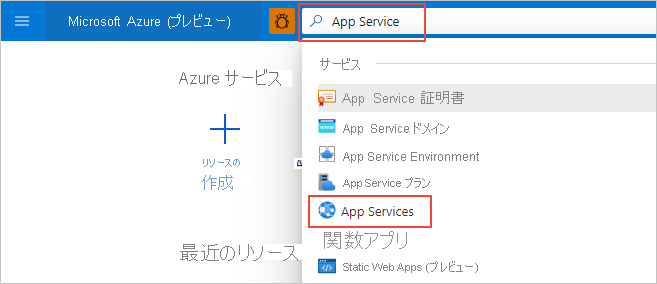 Microsoft Azure (プレビュー)
App Service
Azure サービス
リソースの
作成
最近のリソース
サービス
App Service 証明書
App Service ドメイン
App Service Environment
App Service プラン
App Services
関数アプリ
Static Web Apps (プレビュー)